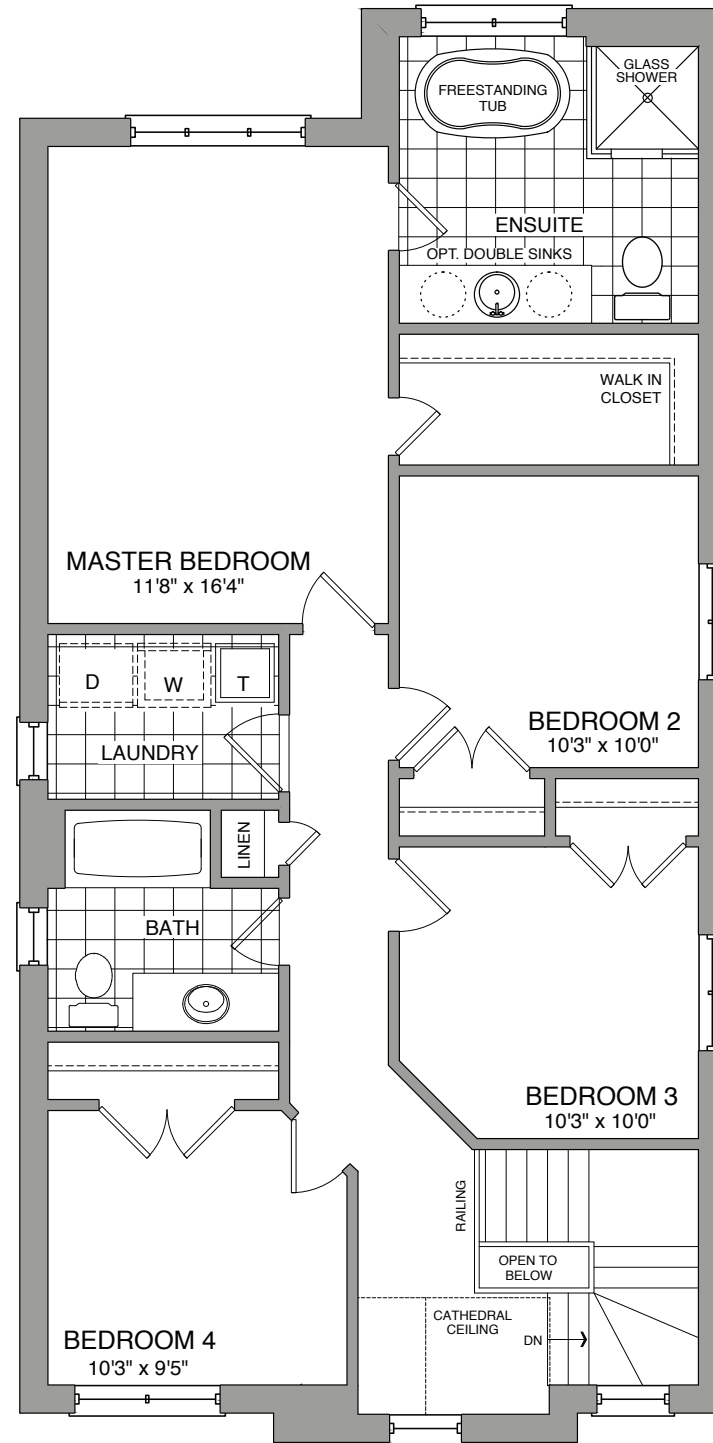 GLASS
SHOWER
FREESTANDING
TUB
ENSUITE
OPT. DOUBLE SINKS
WALK IN
CLOSET
MASTER BEDROOM
11'8" x 16'4"
D
W
T
LAUNDRY
BEDROOM 2
10'3" x 10'0"
LINEN
BATH
BEDROOM 3
10'3" x 10'0"
RAILING
OPEN TO
BELOW
CATHEDRAL
CEILING
DN
BEDROOM 4
10'3" x 9'5"